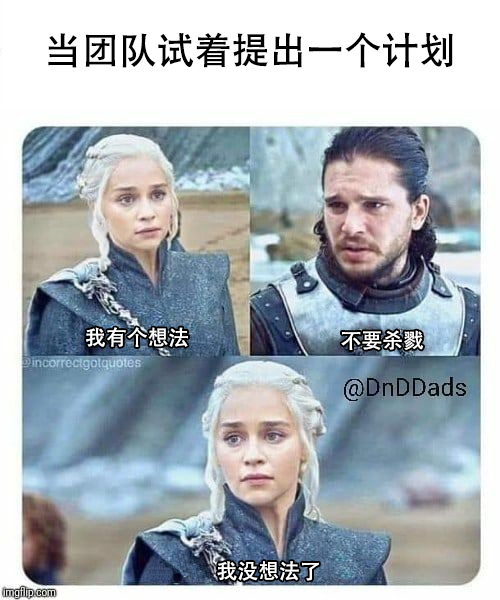 当团队试着提出一个计划
我有个想法
不要杀戮
@incorrectgotquotes
@DnDDads
我没想法了
imgflip.com